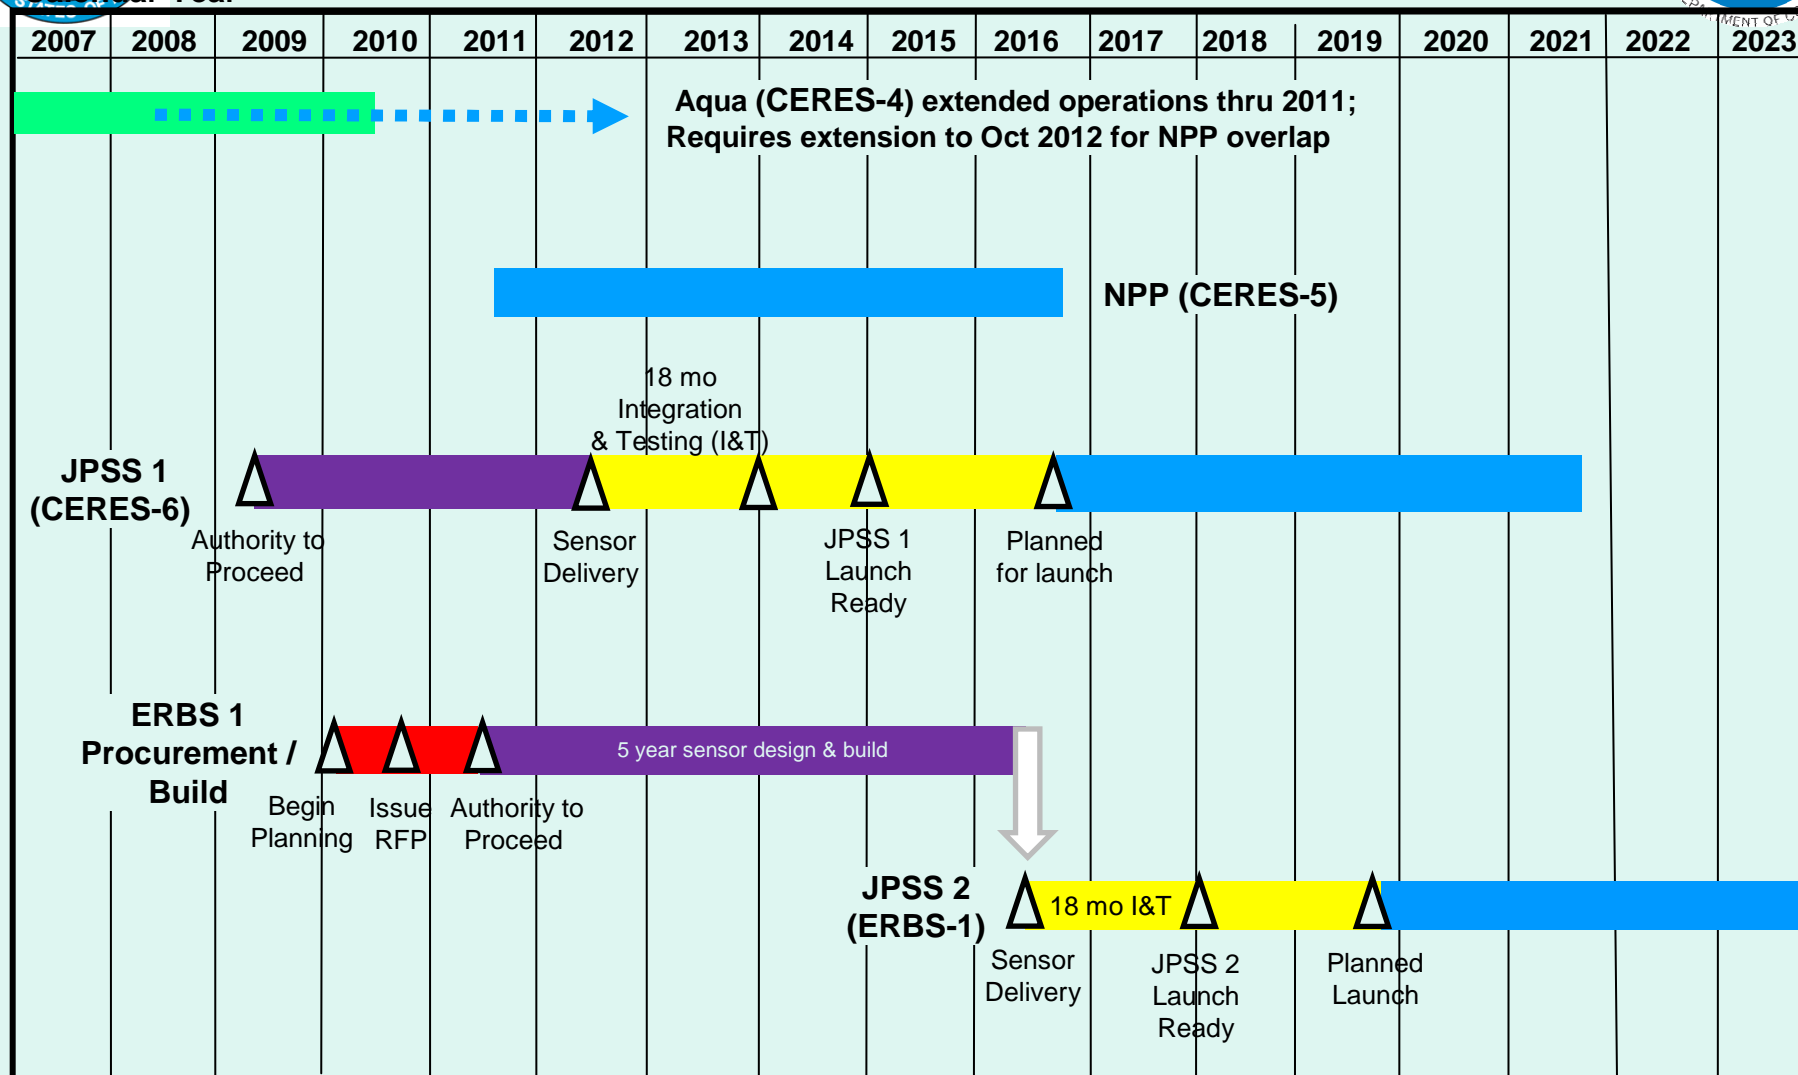 2007 2008 2009 2010 2011 2012 2013 2014 2015 2016 2017 2018 2019 2020 2021 2022 2023
Aqua (CERES-4) extended operations thru 2011;
Requires extension to Oct 2012 for NPP overlap
NPP (CERES-5)
18 mo
Integration
& Testing (I&T)
JPSS 1
(CERES-6)
Authority to
Proceed
Sensor
Delivery
JPSS 1
Launch
Ready
Planned
for launch
ERBS 1
Procurement /
Build
5 year sensor design & build
Begin
Planning
Issue
RFP
Authority to
Proceed
JPSS 2
(ERBS-1)
18 mo I&T
Sensor
Delivery
JPSS 2
Launch
Ready
Planned
Launch